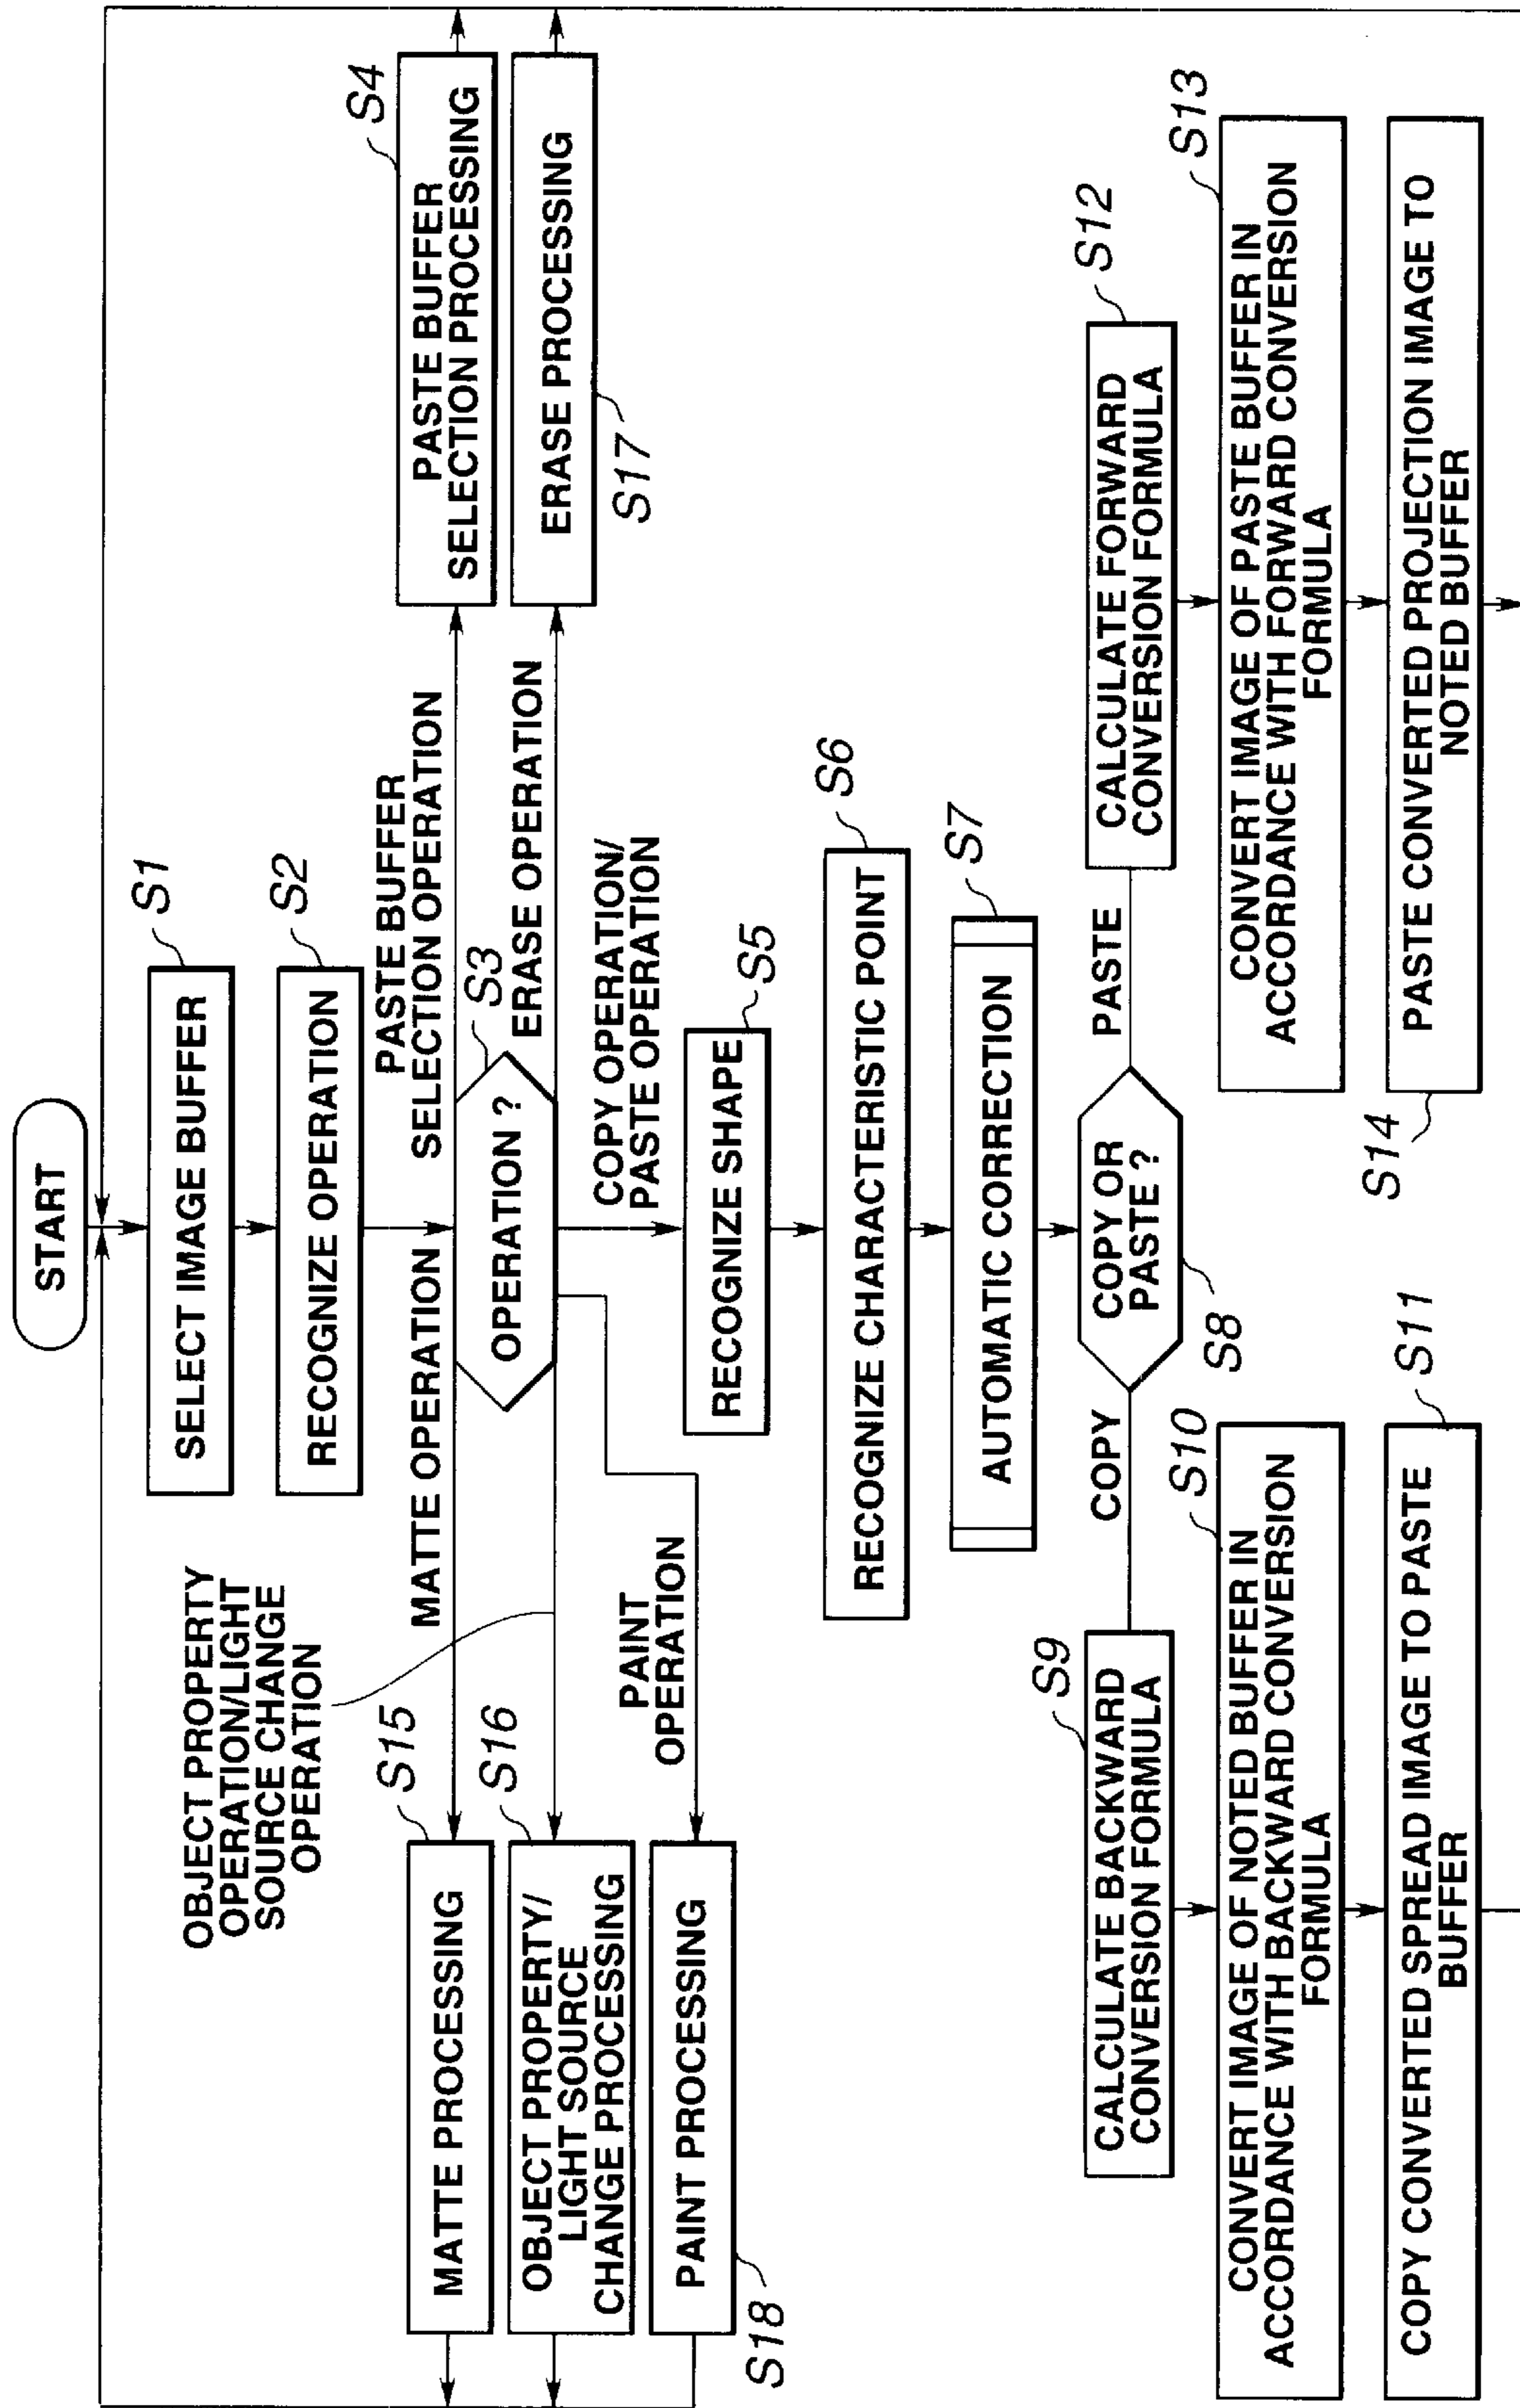 START
S1
SELECT IMAGE BUFFER
S2
RECOGNIZE OPERATION
OBJECT PROPERTY
OPERATION/LIGHT
SOURCE CHANGE
OPERATION
MATTE OPERATION
PASTE BUFFER
SELECTION OPERATION
S4
PASTE BUFFER
SELECTION PROCESSING
S3
OPERATION ?
ERASE OPERATION
ERASE PROCESSING
S17
S15
MATTE PROCESSING
S16
OBJECT PROPERTY/
LIGHT SOURCE
CHANGE PROCESSING
PAINT
OPERATION
PAINT PROCESSING
S18
COPY OPERATION/
PASTE OPERATION
S5
RECOGNIZE SHAPE
S6
RECOGNIZE CHARACTERISTIC POINT
S7
AUTOMATIC CORRECTION
COPY OR
PASTE ?
S8
COPY
PASTE
S9
CALCULATE BACKWARD
CONVERSION FORMULA
S10
CONVERT IMAGE OF NOTED BUFFER IN
ACCORDANCE WITH BACKWARD CONVERSION
FORMULA
S11
COPY CONVERTED SPREAD IMAGE TO PASTE
BUFFER
S12
CALCULATE FORWARD
CONVERSION FORMULA
S13
CONVERT IMAGE OF PASTE BUFFER IN
ACCORDANCE WITH FORWARD CONVERSION
FORMULA
S14
PASTE CONVERTED PROJECTION IMAGE TO
NOTED BUFFER